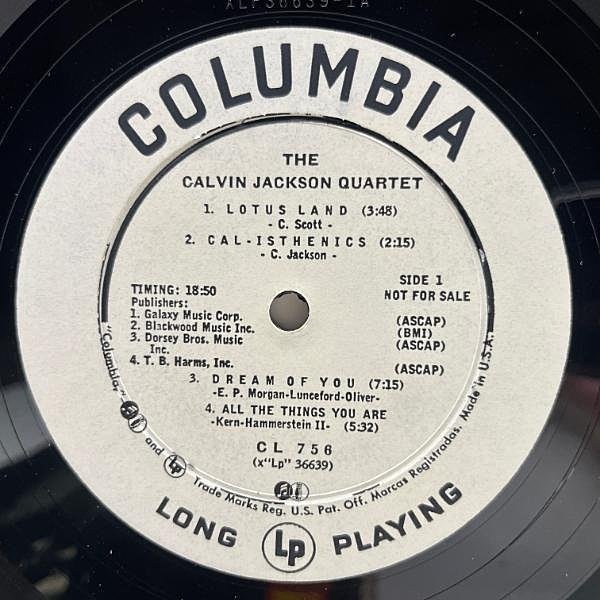 XLP36639-1A
COLUMBIA
THE
CALVIN JACKSON QUARTET
1. LOTUS LAND (3:48)
- C. Scott -
2. CAL-ISTHENICS (2:15)
- C. Jackson -
TIMING: 18:50
SIDE 1
NOT FOR SALE
Publishers:
1. Galaxy Music Corp. (ASCAP)
2. Blackwood Music Inc. (BMI)
3. Dorsey Bros. Music (ASCAP)
Inc.
4. T. B. Harms, Inc. (ASCAP)
3. DREAM OF YOU (7:15)
-E. P. Morgan-Lunceford-Oliver-
4. ALL THE THINGS YOU ARE
-Kern-Hammerstein II- (5:32)
CL 756
(x"Lp" 36639)
"Columbia," and Lp Trade Marks Reg. U.S. Pat. Off. Marcas Registradas. Made in U.S.A.
LONG Lp PLAYING